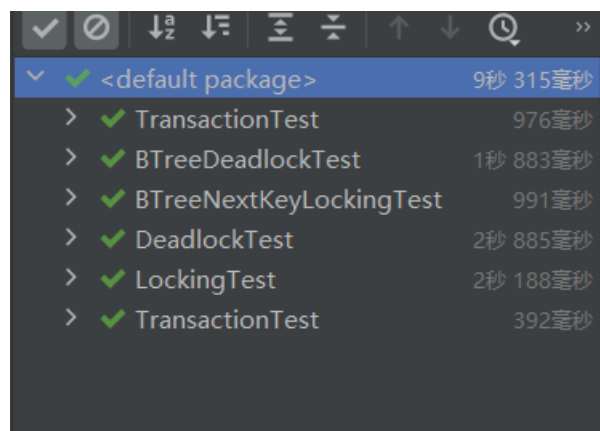 <default package> 9秒 315毫秒
TransactionTest 976毫秒
BTreeDeadlockTest 1秒 883毫秒
BTreeNextKeyLockingTest 991毫秒
DeadlockTest 2秒 885毫秒
LockingTest 2秒 188毫秒
TransactionTest 392毫秒